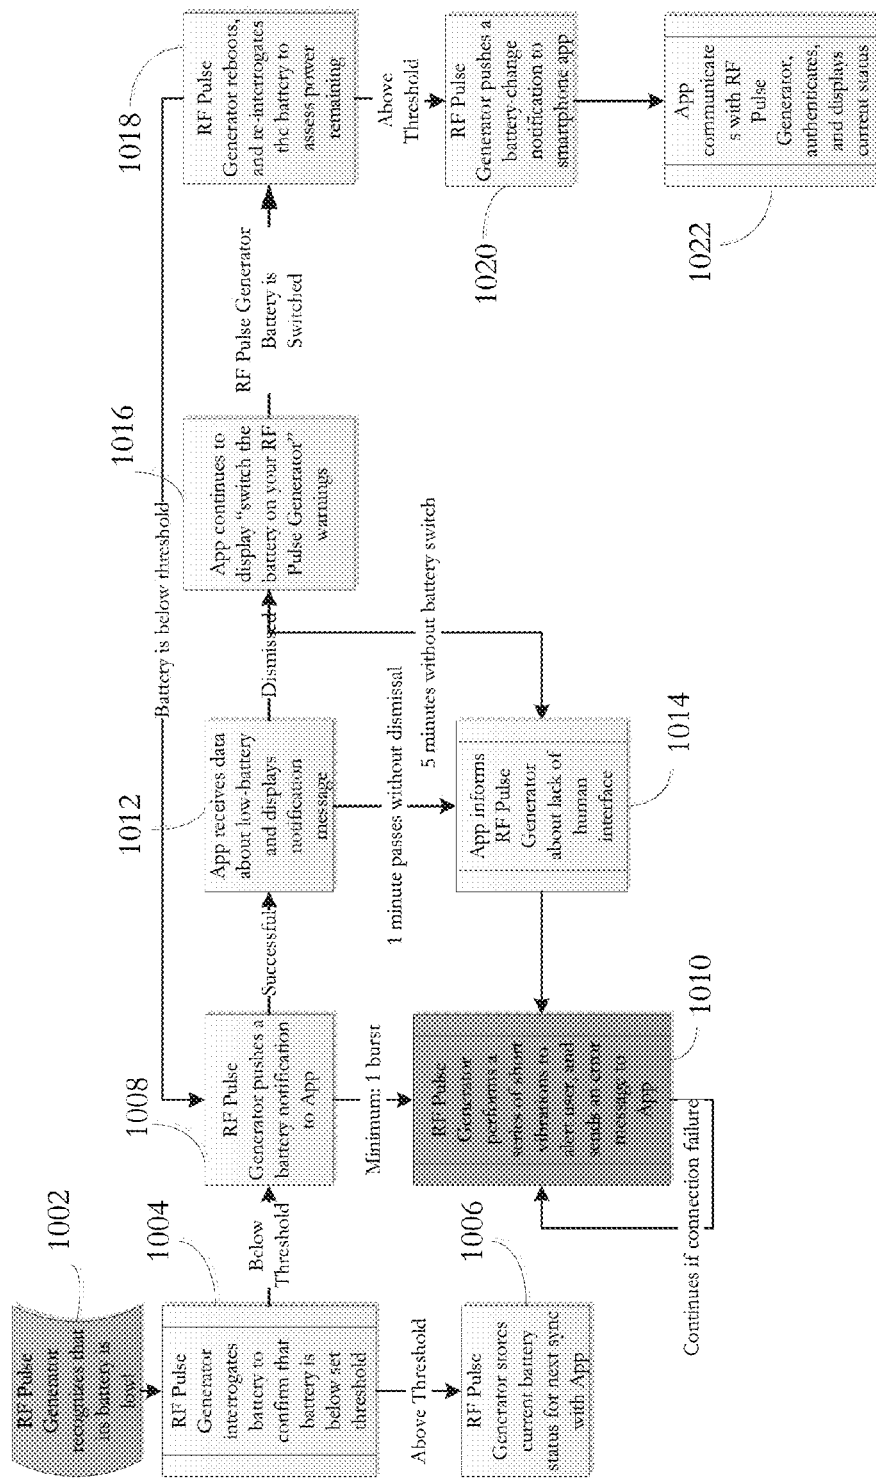 1002
RF Pulse
Generator
recognizes that
its battery is
low!
1004
RF Pulse
Generator
interrogates
battery to
confirm that
battery is
below set
threshold
Above Threshold
1006
RF Pulse
Generator stores
current battery
status for next sync
with App
Below
Threshold
1008
RF Pulse
Generator pushes a
battery notification
to App
Minimum: 1 burst
1010
RF Pulse
Generator
performs a
series of short
vibrations to
alert user and
sends an error
message to
App
Continues if connection failure
Successful
1012
App receives data
about low-battery
and displays
notification
message
1 minute passes without dismissal
1014
App informs
RF Pulse
Generator
about lack of
human
interface
Dismissed
5 minutes without battery switch
1016
App continues to
display "switch the
battery on your RF
Pulse Generator"
warnings
RF Pulse Generator
Battery is
Switched
Battery is below threshold
1018
RF Pulse
Generator reboots,
and re-interrogates
the battery to
assess power
remaining
Above
Threshold
1020
RF Pulse
Generator pushes a
battery-change
notification to
smartphone app
1022
App
communicate
s with RF
Pulse
Generator,
authenticates,
and displays
current status